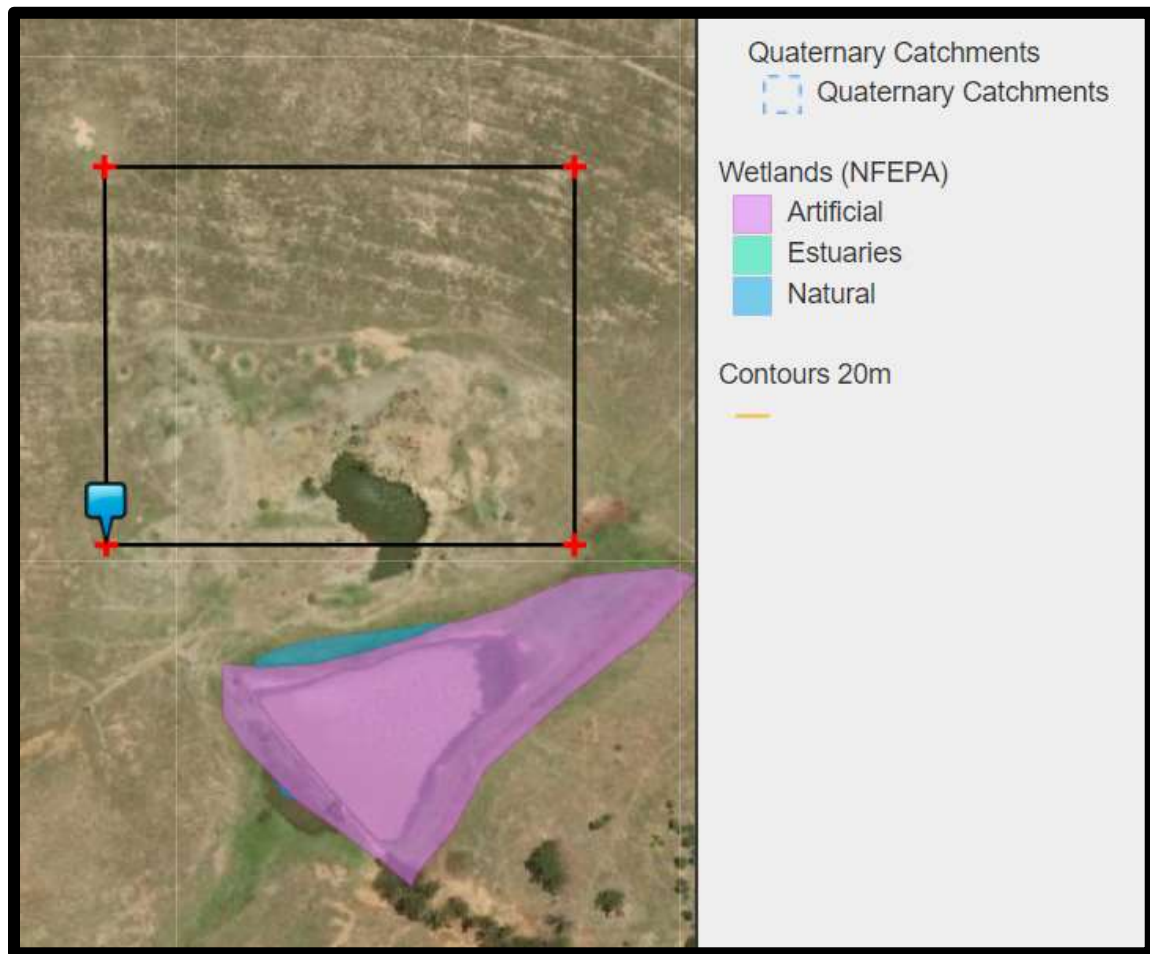 Quaternary Catchments
Quaternary Catchments
Wetlands (NFEPA)
Artificial
Estuaries
Natural
Contours 20m